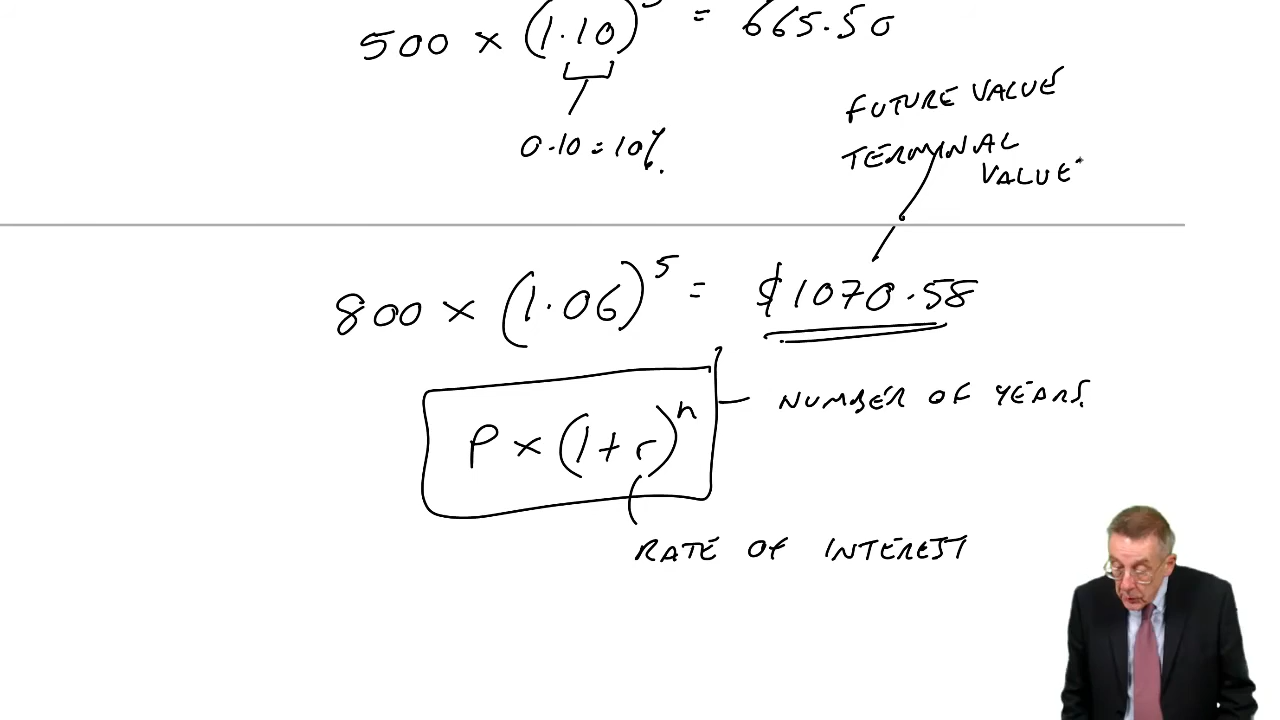 500 × (1.10) = 665.50
0.10 = 10%.
FUTURE VALUE
TERMINAL
VALUE
800 × (1.06)^5 = $1070.58
NUMBER OF YEARS.
P × (1 + r)^n
RATE OF INTEREST